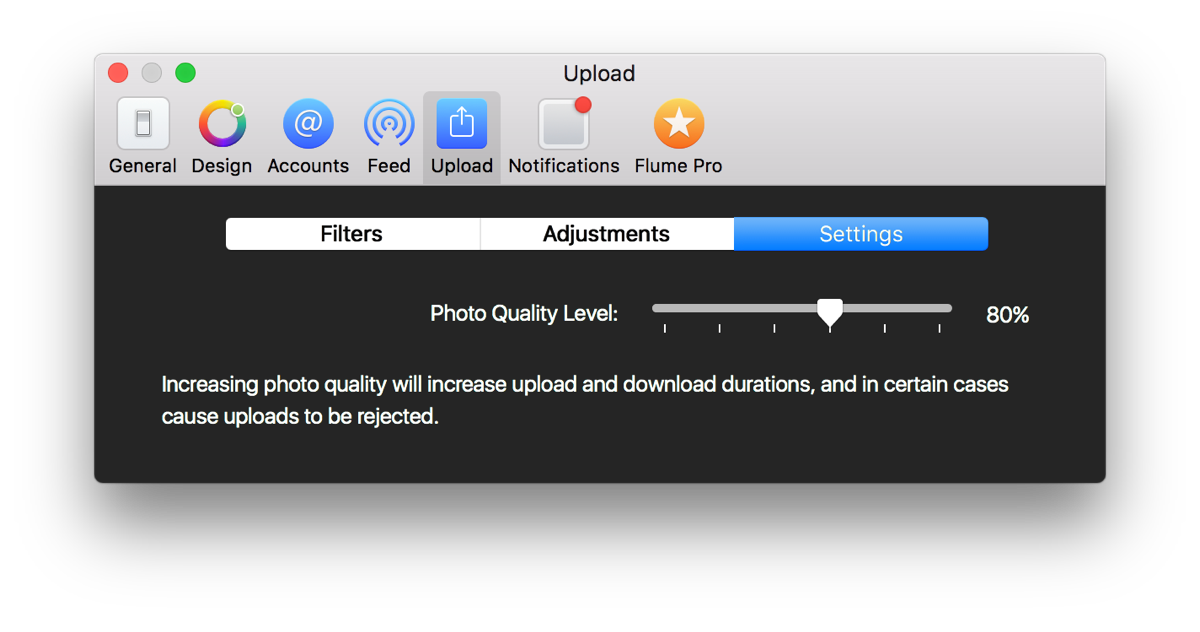 Upload
General Design Accounts Feed Upload Notifications Flume Pro
Filters Adjustments Settings
Photo Quality Level: 80%
Increasing photo quality will increase upload and download durations, and in certain cases
cause uploads to be rejected.